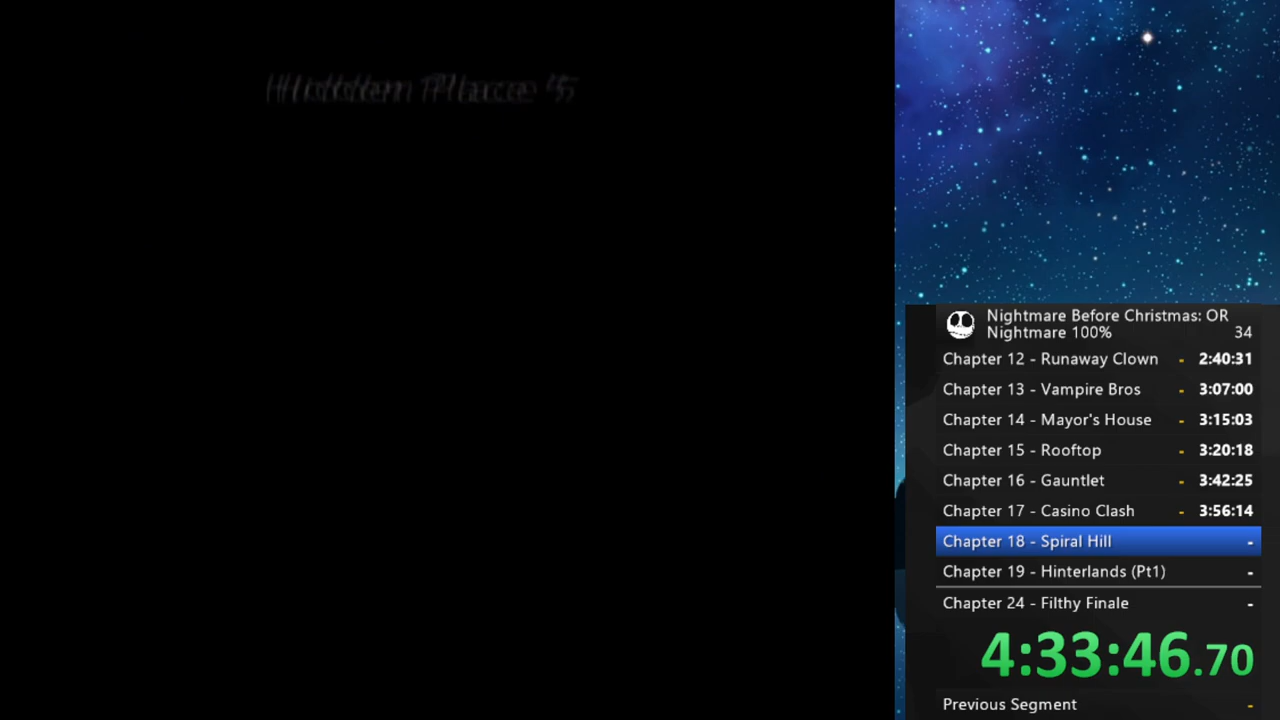 Hidden Place 5
Nightmare Before Christmas: OR
Nightmare 100% 34
Chapter 12 - Runaway Clown - 2:40:31
Chapter 13 - Vampire Bros - 3:07:00
Chapter 14 - Mayor's House - 3:15:03
Chapter 15 - Rooftop - 3:20:18
Chapter 16 - Gauntlet - 3:42:25
Chapter 17 - Casino Clash - 3:56:14
Chapter 18 - Spiral Hill -
Chapter 19 - Hinterlands (Pt1) -
Chapter 24 - Filthy Finale -
4:33:46.70
Previous Segment -